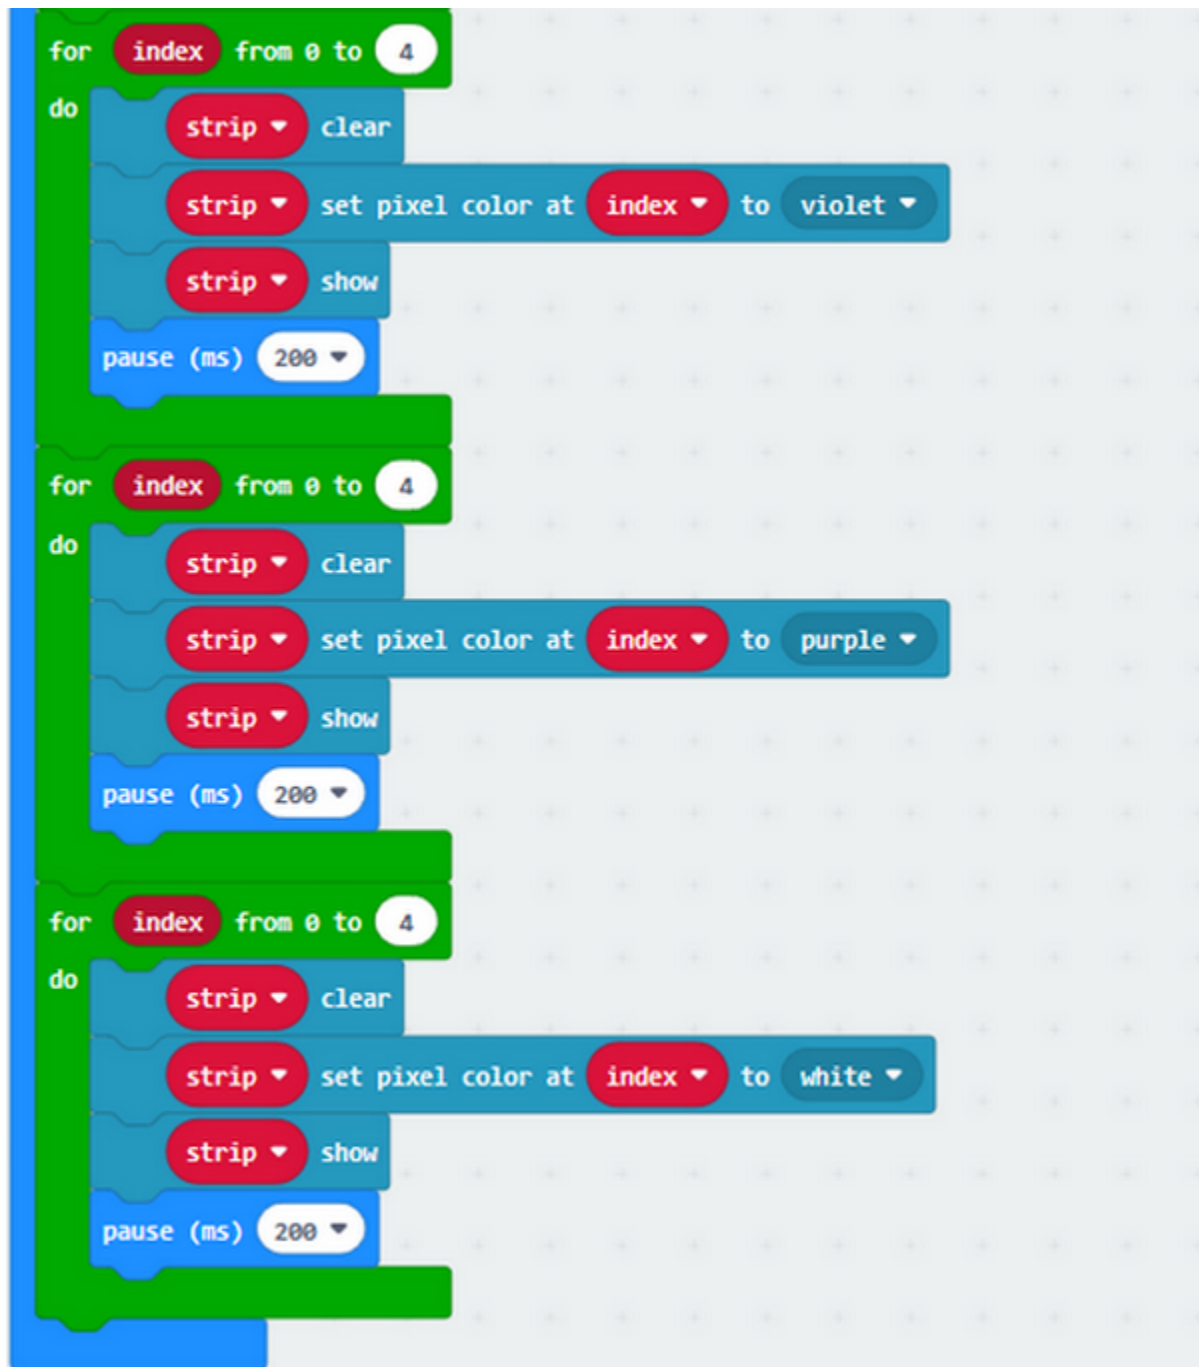 for index from 0 to 4
do
strip clear
strip set pixel color at index to violet
strip show
pause (ms) 200
for index from 0 to 4
do
strip clear
strip set pixel color at index to purple
strip show
pause (ms) 200
for index from 0 to 4
do
strip clear
strip set pixel color at index to white
strip show
pause (ms) 200